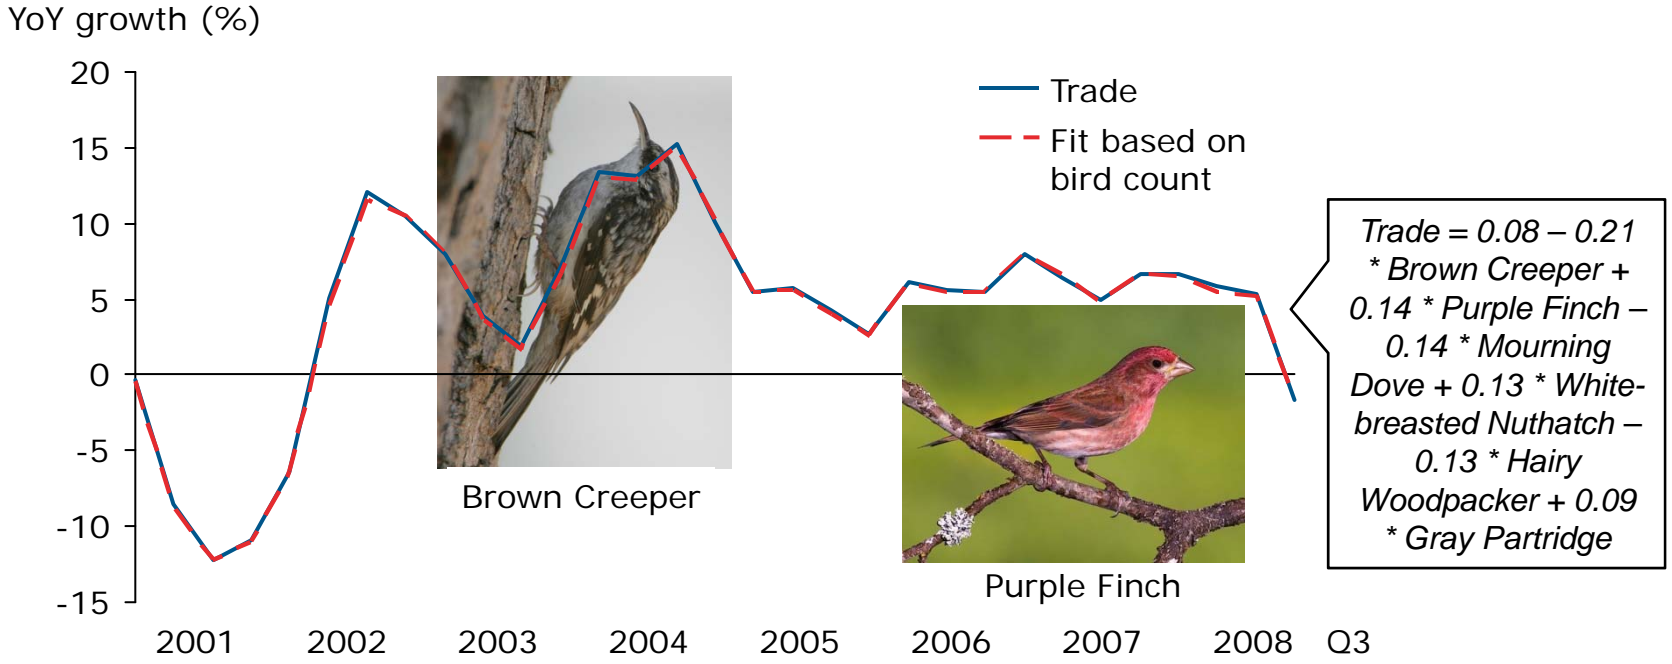 YoY growth (%)
20
15
10
5
0
-5
-10
-15
Trade
Fit based on
bird count
Brown Creeper
Purple Finch
Trade = 0.08 – 0.21
* Brown Creeper +
0.14 * Purple Finch –
0.14 * Mourning
Dove + 0.13 * White-
breasted Nuthatch –
0.13 * Hairy
Woodpacker + 0.09
* Gray Partridge
2001 2002 2003 2004 2005 2006 2007 2008 Q3